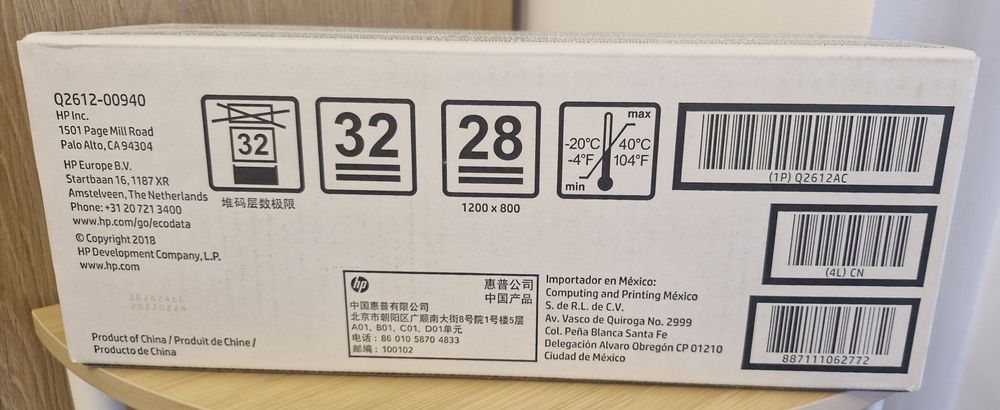 Q2612-00940
HP Inc.
1501 Page Mill Road
Palo Alto, CA 94304
HP Europe B.V.
Startbaan 16, 1187 XR
Amstelveen, The Netherlands
Phone: +31 20 721 3400
www.hp.com/go/ecodata
© Copyright 2018
HP Development Company, L.P.
www.hp.com
20220224
Product of China / Produit de Chine /
Producto de China
32
堆码层数极限
32
28
1200 x 800
max
-20°C 40°C
-4°F 104°F
min
(1P) Q2612AC
(4L) CN
887111062772
hp
惠普公司
中国产品
中国惠普有限公司
北京市朝阳区广顺南大街8号院1号楼5层
A01, B01, C01, D01单元
电话: 86 010 5870 4833
邮编: 100102
Importador en México:
Computing and Printing México
S. de R.L. de C.V.
Av. Vasco de Quiroga No. 2999
Col. Peña Blanca Santa Fe
Delegación Alvaro Obregón CP 01210
Ciudad de México